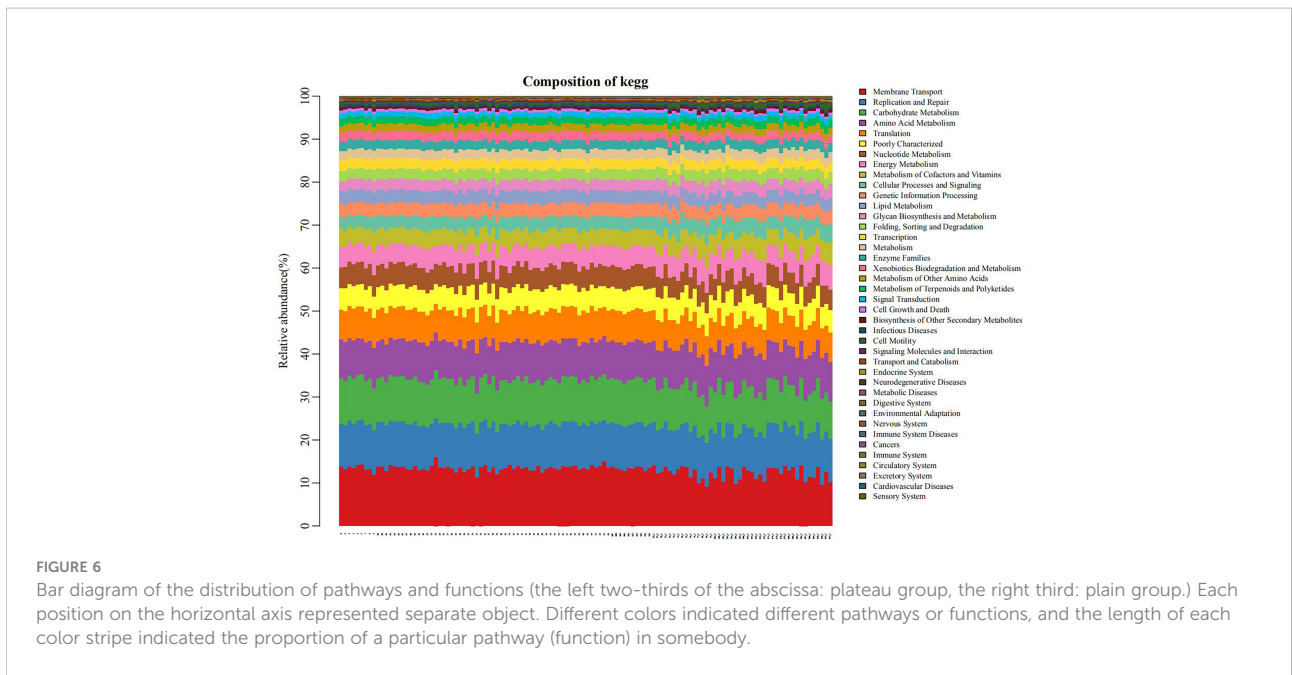 Composition of kegg
Relative abundance(%)
100
90
80
70
60
50
40
30
20
10
0
Membrane Transport
Replication and Repair
Carbohydrate Metabolism
Amino Acid Metabolism
Translation
Poorly Characterized
Nucleotide Metabolism
Energy Metabolism
Metabolism of Cofactors and Vitamins
Cellular Processes and Signaling
Genetic Information Processing
Lipid Metabolism
Glycan Biosynthesis and Metabolism
Folding, Sorting and Degradation
Transcription
Metabolism
Enzyme Families
Xenobiotics Biodegradation and Metabolism
Metabolism of Other Amino Acids
Metabolism of Terpenoids and Polyketides
Signal Transduction
Cell Growth and Death
Biosynthesis of Other Secondary Metabolites
Infectious Diseases
Cell Motility
Signaling Molecules and Interaction
Transport and Catabolism
Endocrine System
Neurodegenerative Diseases
Metabolic Diseases
Digestive System
Environmental Adaptation
Nervous System
Immune System Diseases
Cancers
Immune System
Circulatory System
Excretory System
Cardiovascular Diseases
Sensory System
FIGURE 6
Bar diagram of the distribution of pathways and functions (the left two-thirds of the abscissa: plateau group, the right third: plain group.) Each
position on the horizontal axis represented separate object. Different colors indicated different pathways or functions, and the length of each
color stripe indicated the proportion of a particular pathway (function) in somebody.